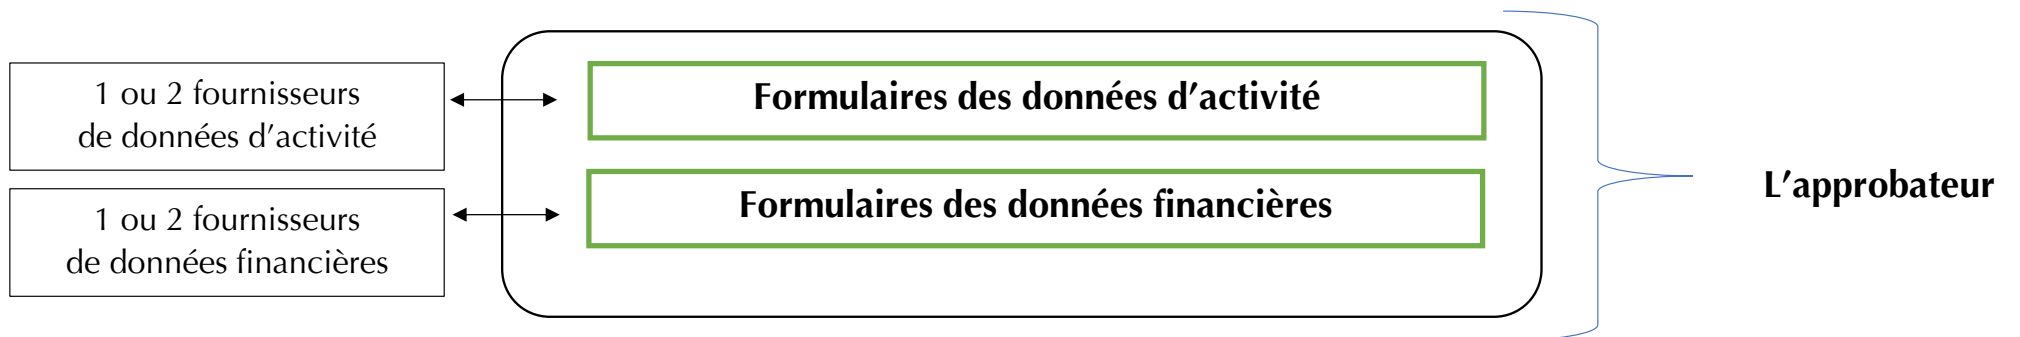 1 ou 2 fournisseurs
de données d’activité
Formulaires des données d’activité
1 ou 2 fournisseurs
de données financières
Formulaires des données financières
L’approbateur